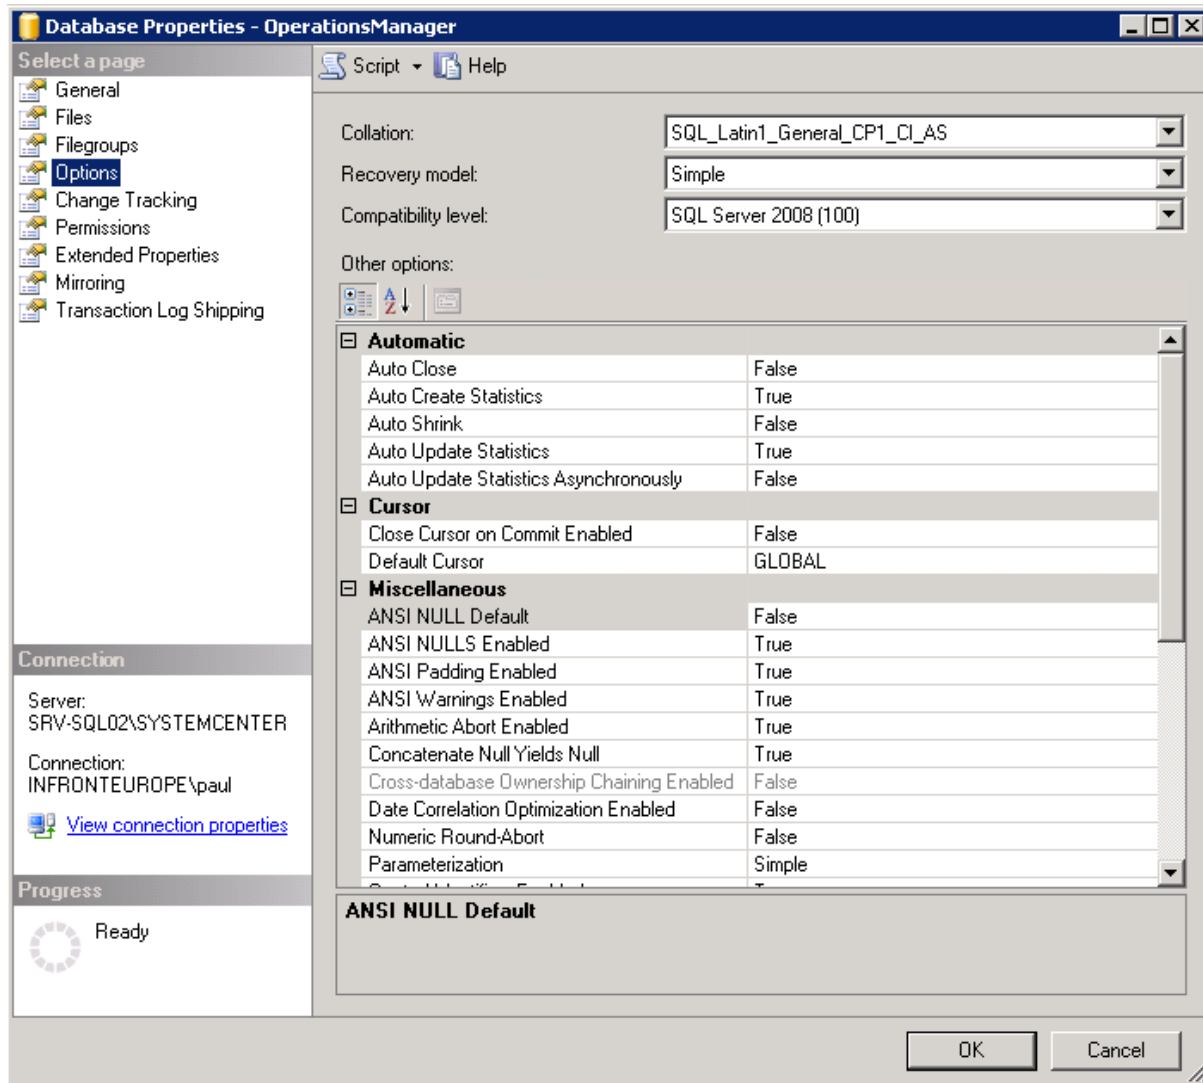 Database Properties - OperationsManager
Select a page
General
Files
Filegroups
Options
Change Tracking
Permissions
Extended Properties
Mirroring
Transaction Log Shipping
Connection
Server:
SRV-SQL02\SYSTEMCENTER
Connection:
INFRONTEUROPE\paul
View connection properties
Progress
Ready
Script Help
Collation: SQL_Latin1_General_CP1_CI_AS
Recovery model: Simple
Compatibility level: SQL Server 2008 (100)
Other options:
Automatic
Auto Close False
Auto Create Statistics True
Auto Shrink False
Auto Update Statistics True
Auto Update Statistics Asynchronously False
Cursor
Close Cursor on Commit Enabled False
Default Cursor GLOBAL
Miscellaneous
ANSI NULL Default False
ANSI NULLS Enabled True
ANSI Padding Enabled True
ANSI Warnings Enabled True
Arithmetic Abort Enabled True
Concatenate Null Yields Null True
Cross-database Ownership Chaining Enabled False
Date Correlation Optimization Enabled False
Numeric Round-Abort False
Parameterization Simple
ANSI NULL Default
OK Cancel